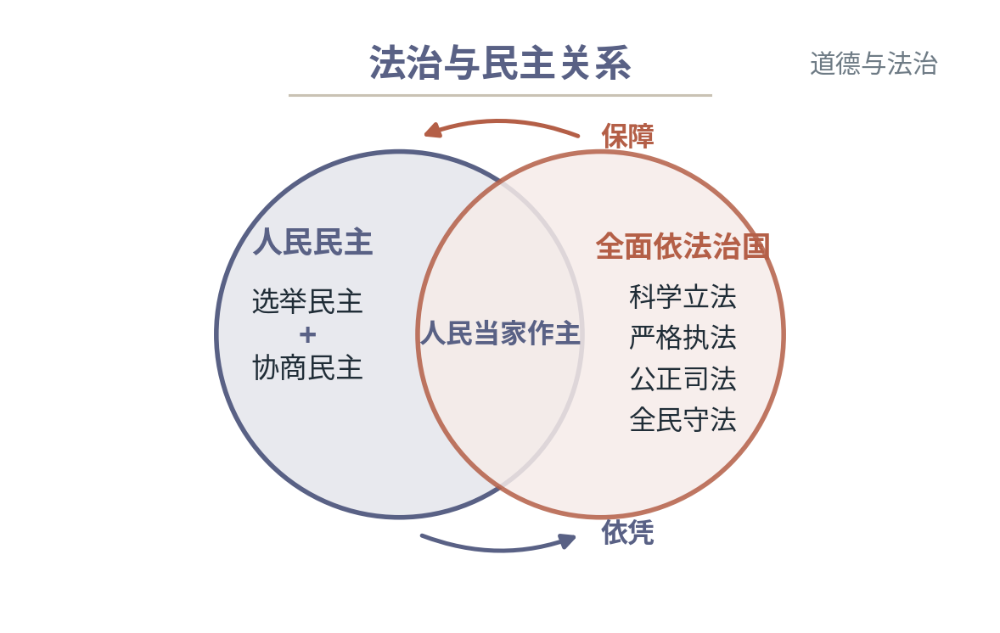 法治与民主关系
道德与法治
保障
人民民主
选举民主
+
协商民主
人民当家作主
全面依法治国
科学立法
严格执法
公正司法
全民守法
依凭